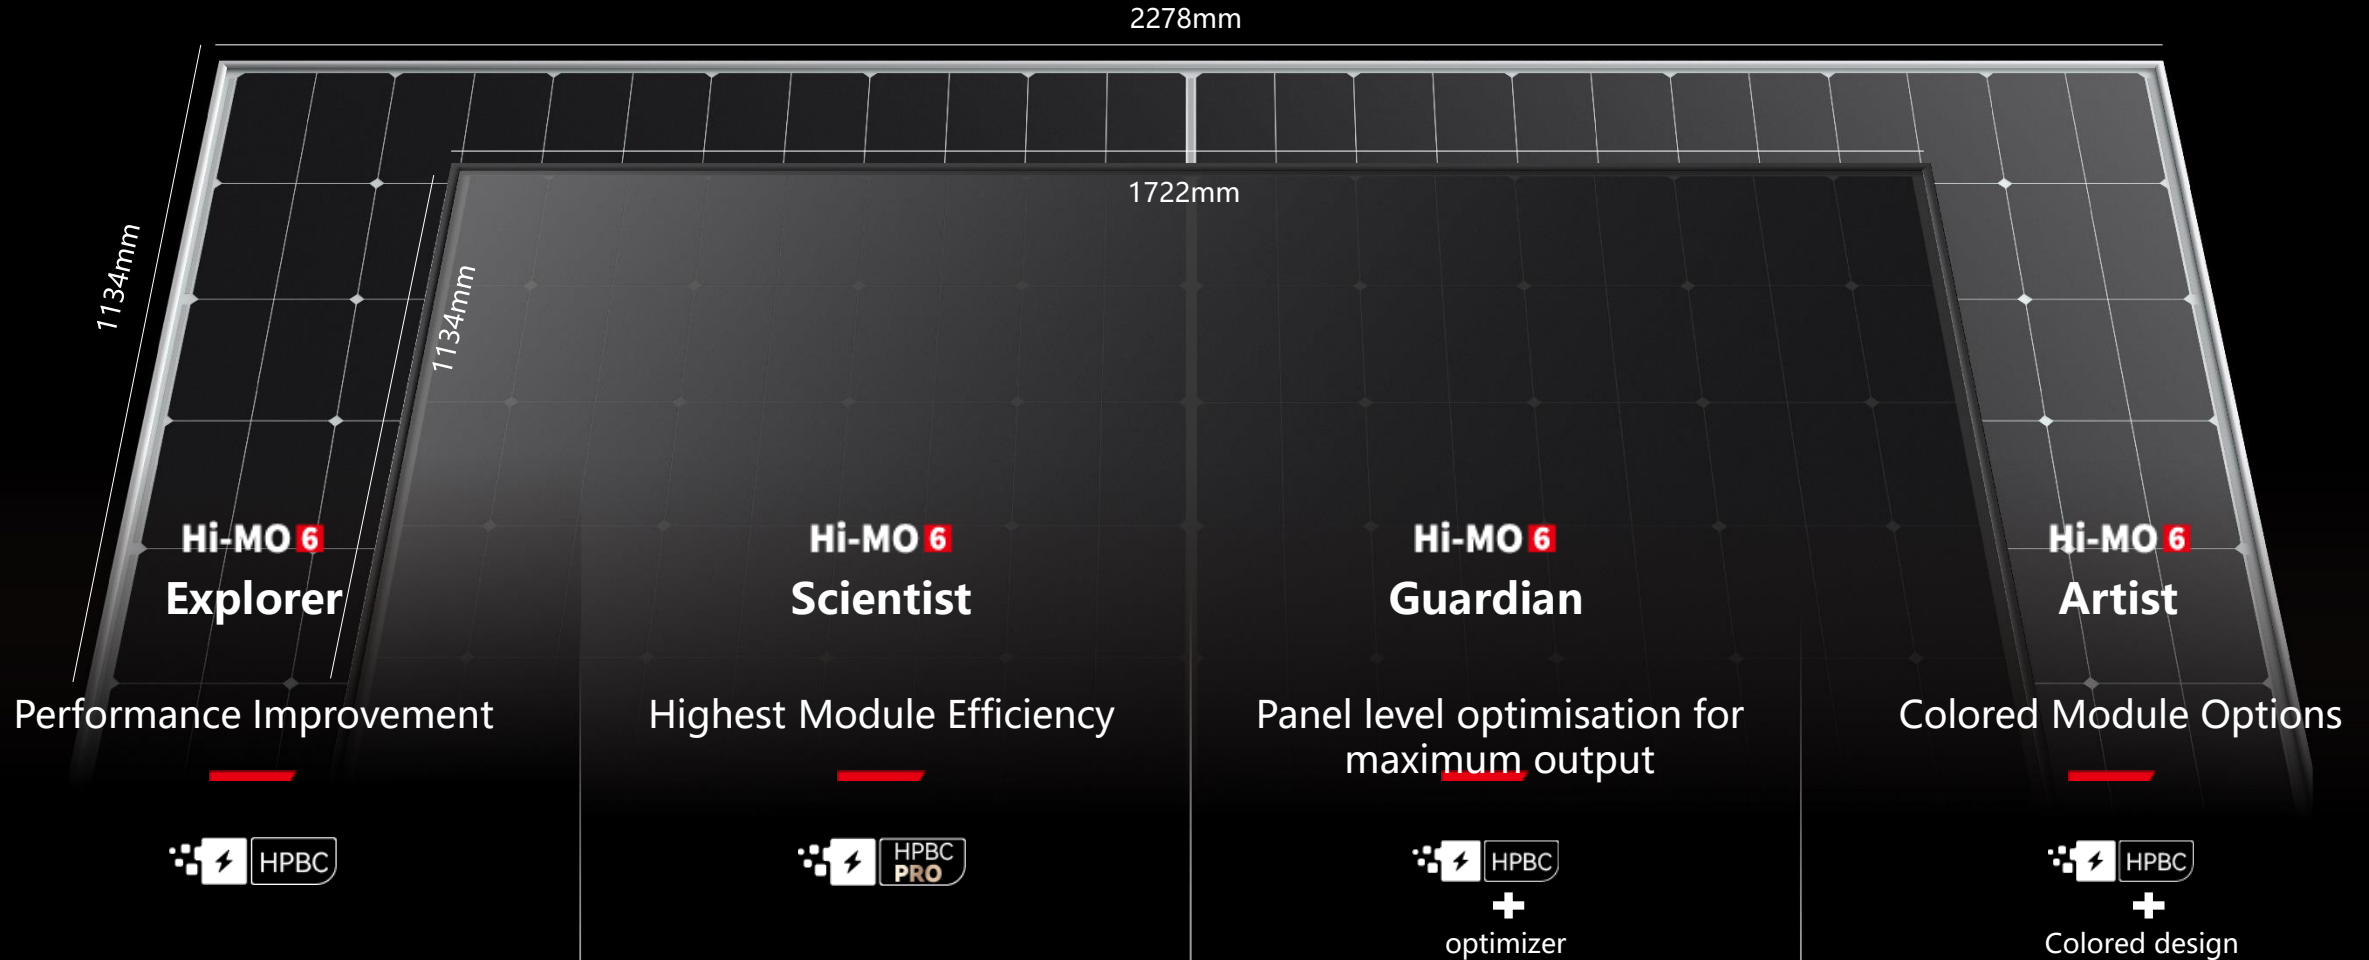 2278mm
1722mm
1134mm
1134mm
Hi-MO 6
Explorer
Performance Improvement
HPBC
Hi-MO 6
Scientist
Highest Module Efficiency
HPBC
PRO
Hi-MO 6
Guardian
Panel level optimisation for
maximum output
HPBC
+
optimizer
Hi-MO 6
Artist
Colored Module Options
HPBC
+
Colored design